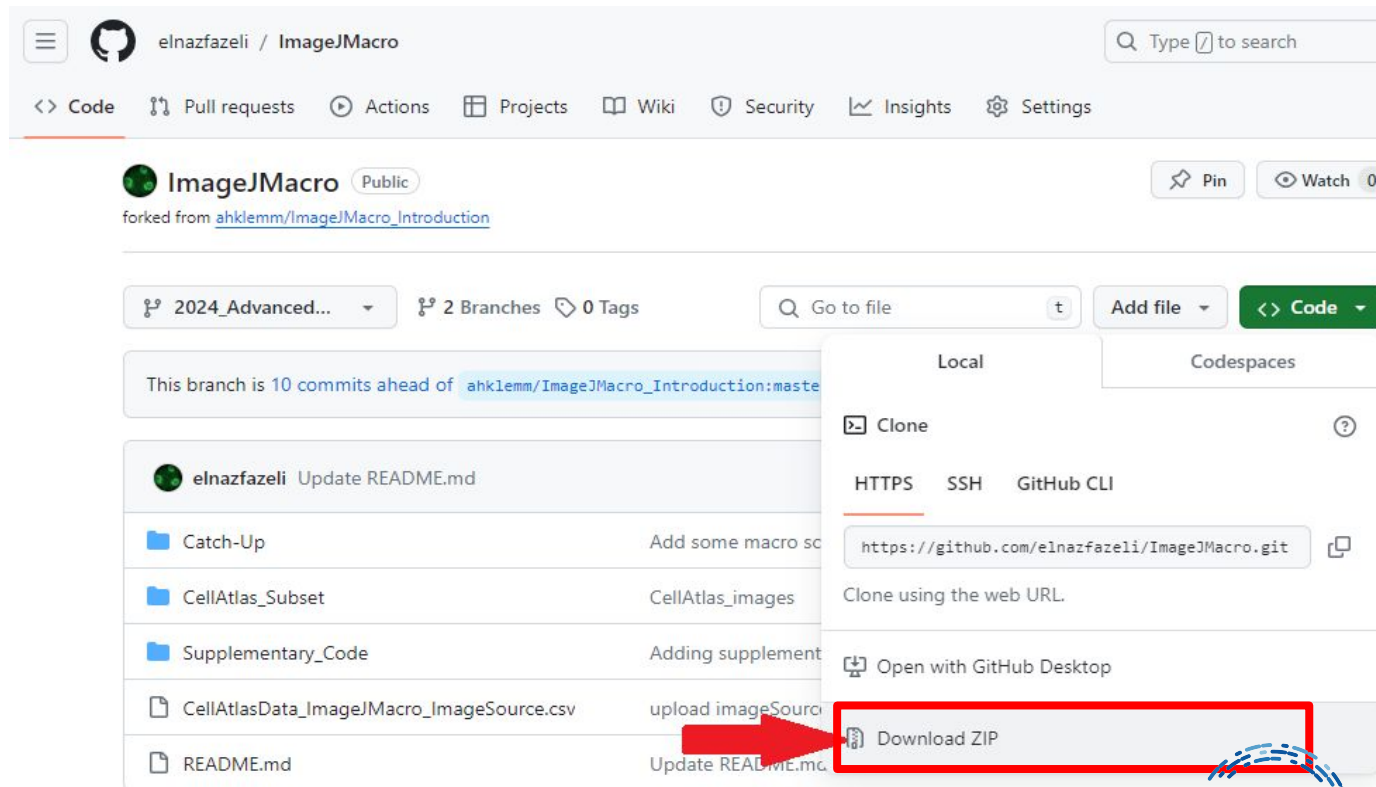 elnazfazeli / ImageJMacro
Type / to search
<> Code Pull requests Actions Projects Wiki Security Insights Settings
ImageJMacro Public
Pin Watch 0
forked from ahklemm/ImageJMacro_Introduction
2024_Advanced... 2 Branches 0 Tags
Go to file t
Add file
<> Code
Local Codespaces
This branch is 10 commits ahead of ahklemm/ImageJMacro_Introduction:maste
Clone
HTTPS SSH GitHub CLI
https://github.com/elnazfazeli/ImageJMacro.git
Clone using the web URL.
Open with GitHub Desktop
Download ZIP
elnazfazeli Update README.md
Catch-Up Add some macro sc
CellAtlas_Subset CellAtlas_images
Supplementary_Code Adding supplement
CellAtlasData_ImageJMacro_ImageSource.csv upload imageSourc
README.md Update README.md